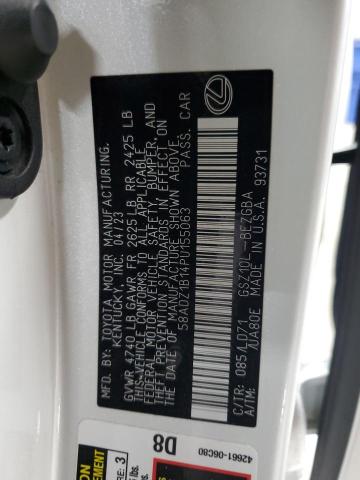 MFD. BY: TOYOTA MOTOR MANUFACTURING.
KENTUCKY, INC. 04/23
GVWR 4740 LB GAWR FR 2625 LB RR 2425 LB
THIS VEHICLE CONFORMS TO ALL APPLICABLE
FEDERAL MOTOR VEHICLE SAFETY, BUMPER, AND
THEFT PREVENTION STANDARDS IN EFFECT ON
THE DATE OF MANUFACTURE SHOWN ABOVE.
58ADZ1B14PU155063 PASS. CAR
C/TR: 085/LD71 GSZ10L-BEZGBA
A/TM: /UA80E MADE IN U.S.A. 93731
D8 42661-06C80